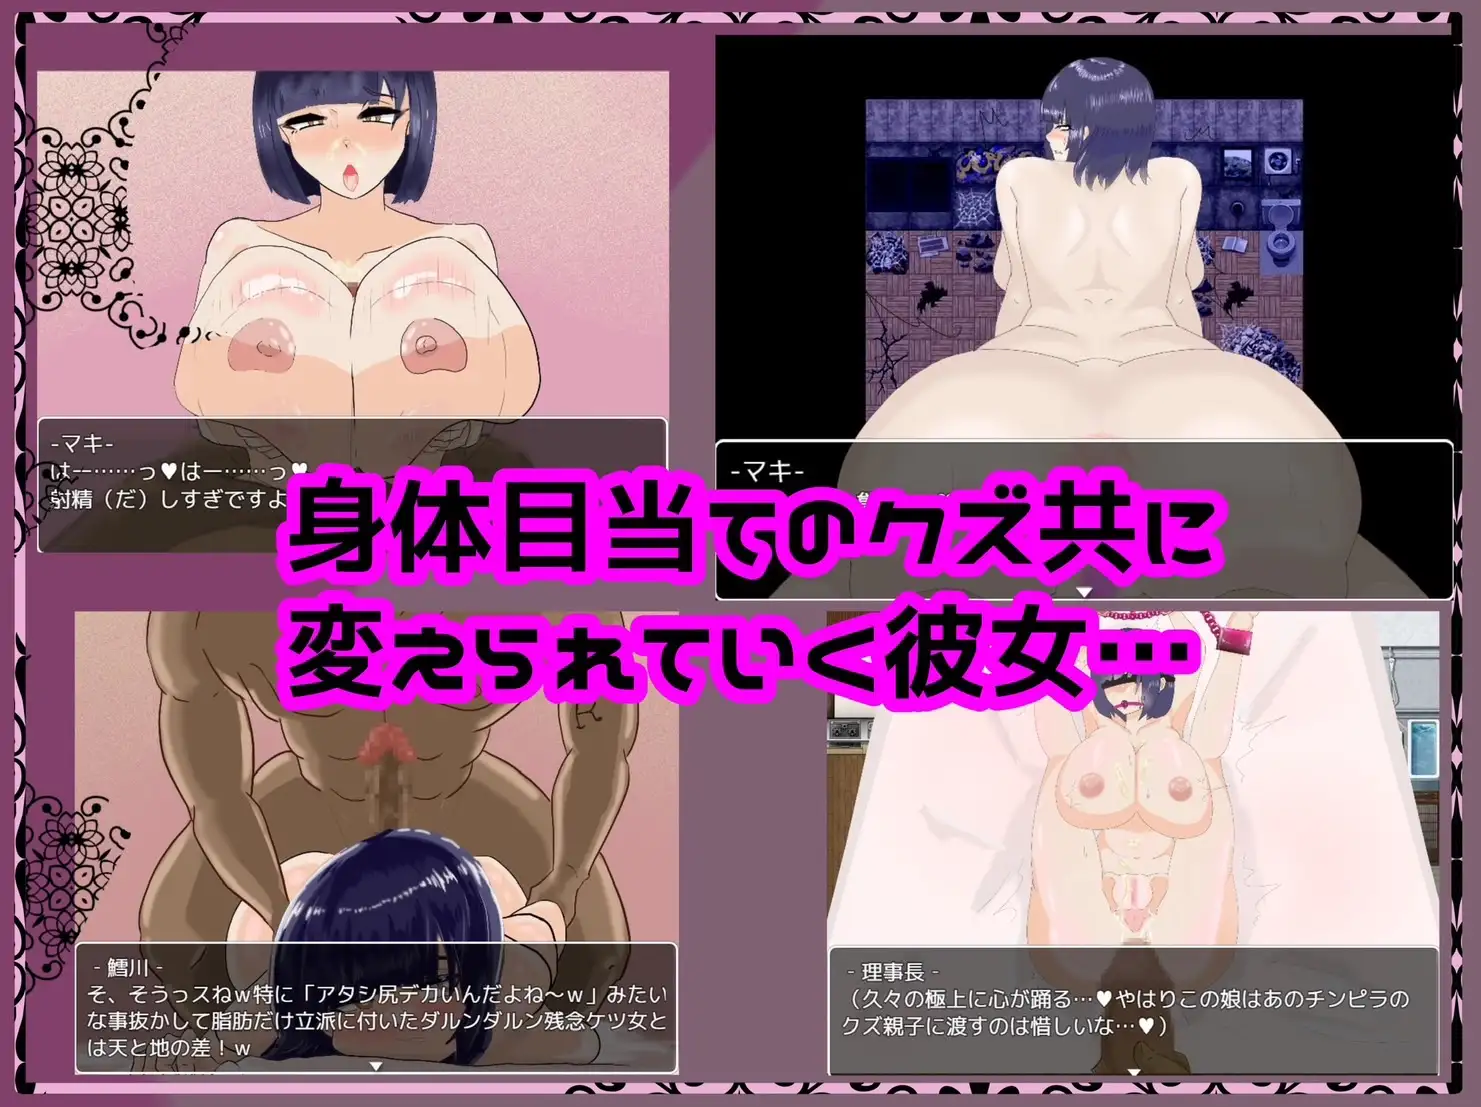 -マキ-
はー……っ♥はー……っ♥
射精（だ）しすぎですよ
-マキ-
身体目当てのクズ共に
変えられていく彼女…
- 鱈川 -
そ、そうっスねｗ特に「アタシ尻デカいんだよね～ｗ」みたい
な事抜かして脂肪だけ立派に付いたダルンダルン残念ケツ女と
は天と地の差！ｗ
- 理事長 -
（久々の極上に心が踊る…♥やはりこの娘はあのチンピラの
クズ親子に渡すのは惜しいな…♥）